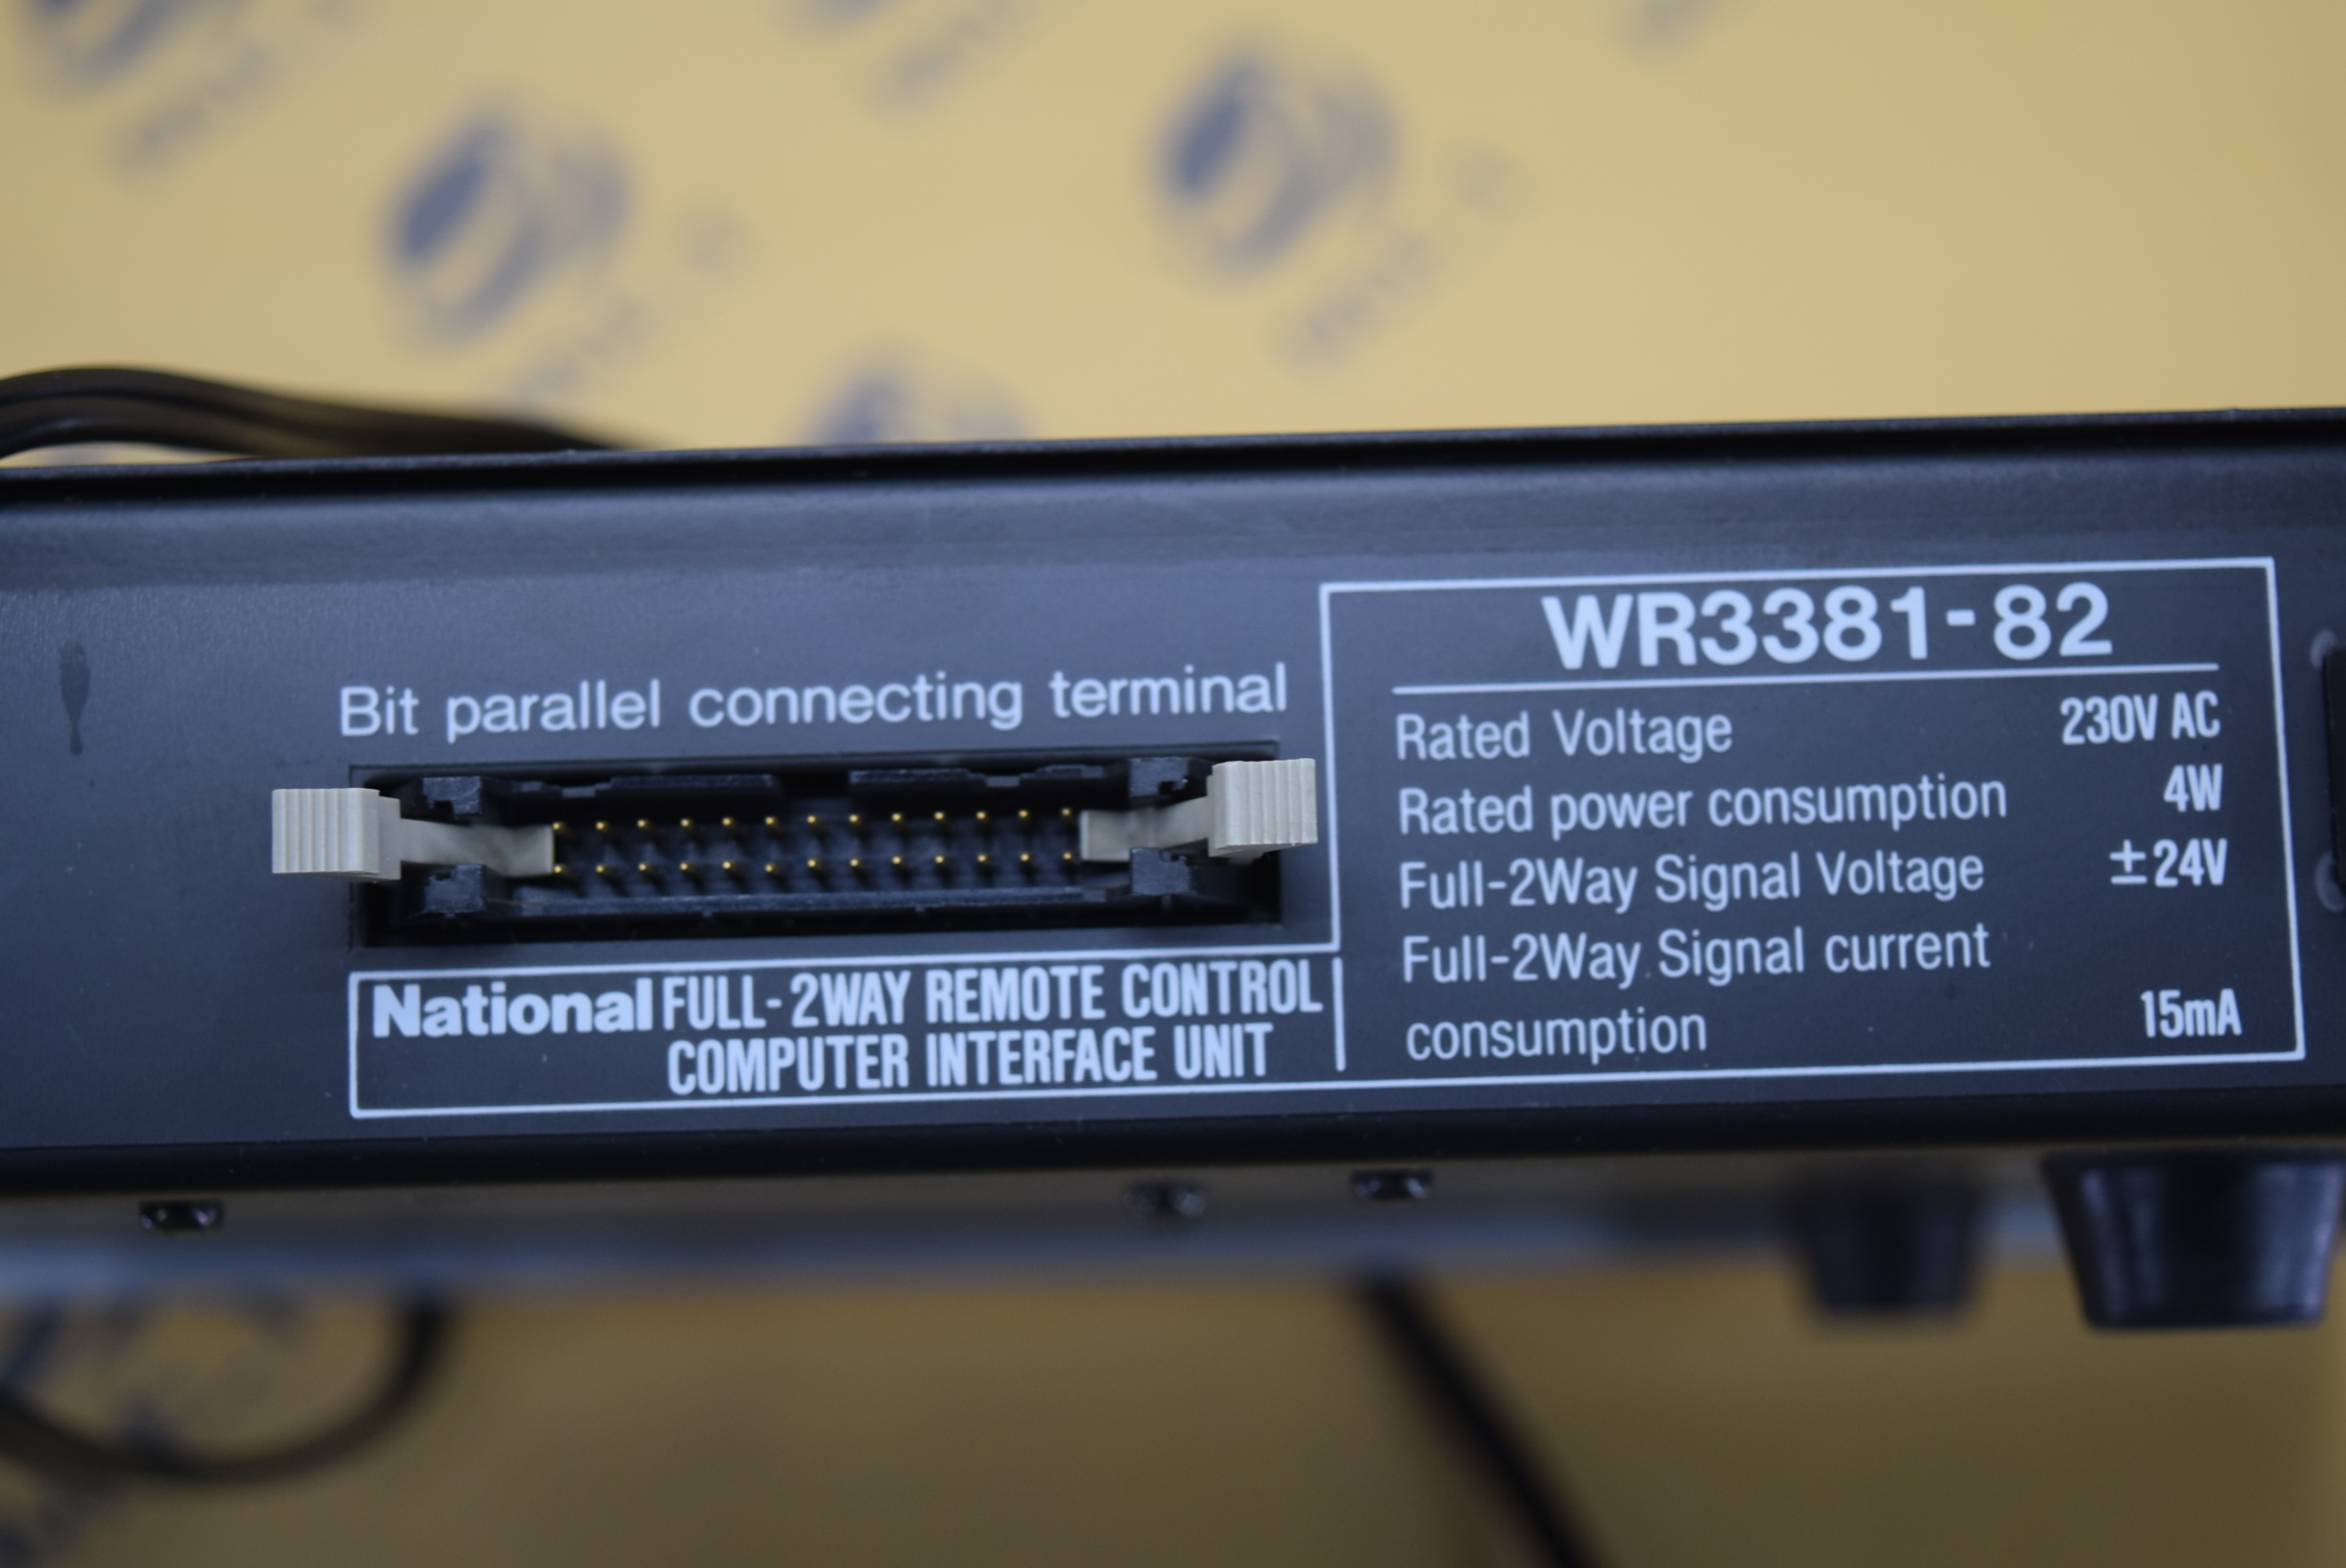 Bit parallel connecting terminal
National FULL-2WAY REMOTE CONTROL
COMPUTER INTERFACE UNIT
WR3381-82
Rated Voltage 230V AC
Rated power consumption 4W
Full-2Way Signal Voltage ±24V
Full-2Way Signal current
consumption 15mA